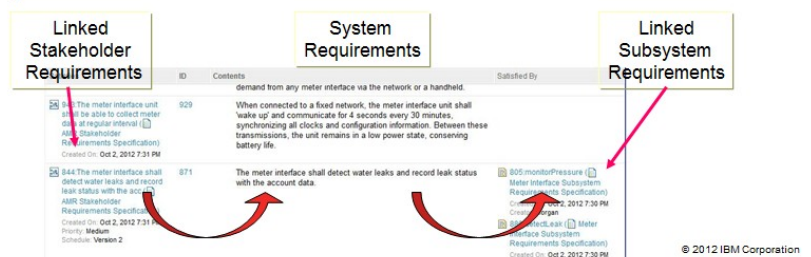 Linked
Stakeholder
Requirements
System
Requirements
Linked
Subsystem
Requirements
ID
Contents
Satisfied By
demand from any meter interface via the network or a handheld.
The meter interface unit
shall be able to collect meter
data at regular interval (
AMR Stakeholder
Requirements Specification)
Created On: Oct 2, 2012 7:31 PM
929
When connected to a fixed network, the meter interface unit shall
'wake up' and communicate for 4 seconds every 30 minutes,
synchronizing all clocks and configuration information. Between these
transmissions, the unit remains in a low power state, conserving
battery life.
844:The meter interface shall
detect water leaks and record
leak status with the acc (
AMR Stakeholder
Requirements Specification)
Created On: Oct 2, 2012 7:31 PM
Priority: Medium
Schedule: Version 2
871
The meter interface shall detect water leaks and record leak status
with the account data.
805:monitorPressure (
Meter Interface Subsystem
Requirements Specification)
Oct 2, 2012 7:30 PM
Meter
Interface Subsystem
Requirements Specification)
Created On: Oct 2, 2012 7:30 PM
© 2012 IBM Corporation